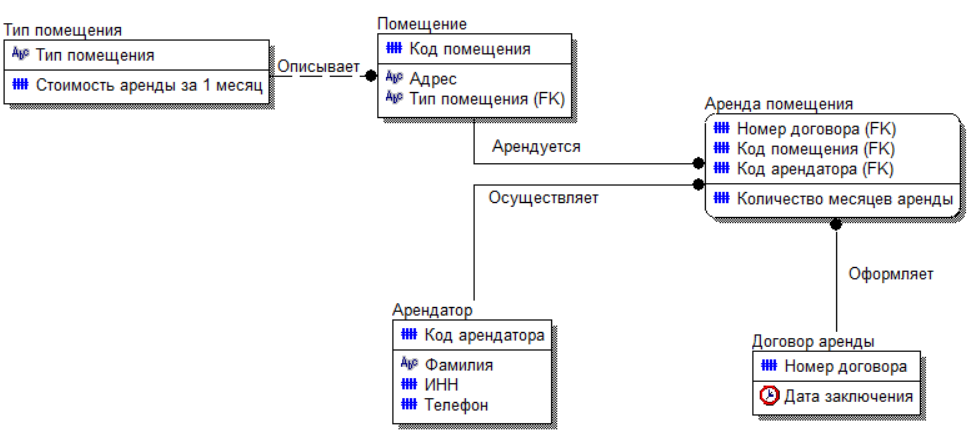 Тип помещения
Тип помещения
Стоимость аренды за 1 месяц
Описывает
Помещение
Код помещения
Адрес
Тип помещения (FK)
Арендуется
Аренда помещения
Номер договора (FK)
Код помещения (FK)
Код арендатора (FK)
Количество месяцев аренды
Осуществляет
Оформляет
Арендатор
Код арендатора
Фамилия
ИНН
Телефон
Договор аренды
Номер договора
Дата заключения